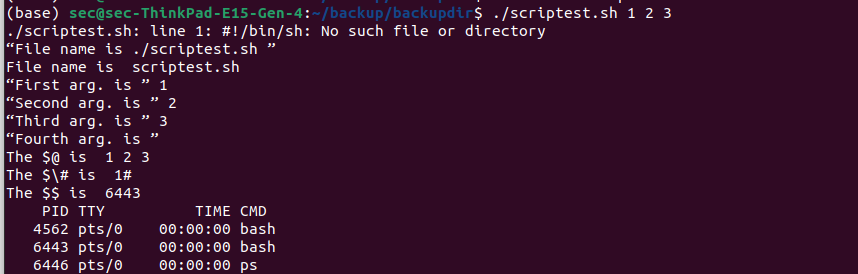 (base) sec@sec-ThinkPad-E15-Gen-4:~/backup/backupdir$ ./scriptest.sh 1 2 3
./scriptest.sh: line 1: #!/bin/sh: No such file or directory
“File name is ./scriptest.sh ”
File name is  scriptest.sh
“First arg. is ” 1
“Second arg. is ” 2
“Third arg. is ” 3
“Fourth arg. is ”
The $@ is  1 2 3
The $\# is  1#
The $$ is  6443
    PID TTY          TIME CMD
   4562 pts/0    00:00:00 bash
   6443 pts/0    00:00:00 bash
   6446 pts/0    00:00:00 ps